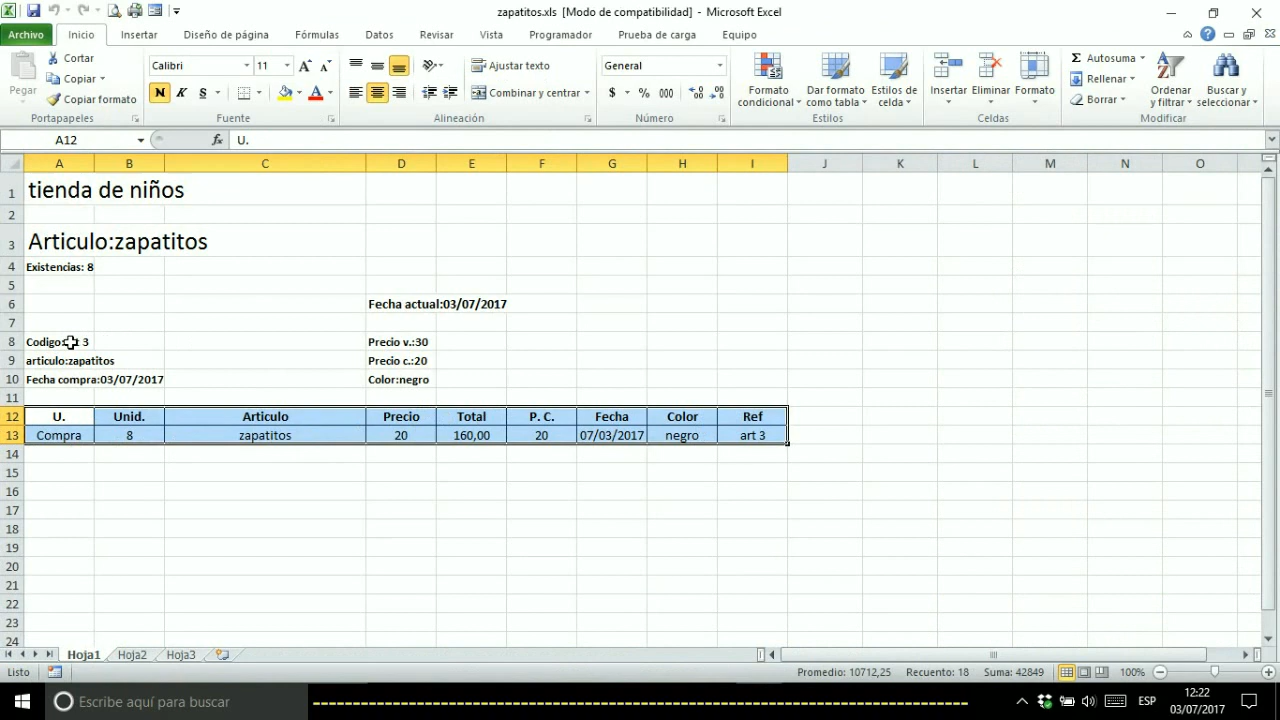 zapatitos.xls [Modo de compatibilidad] - Microsoft Excel
Archivo Inicio Insertar Diseño de página Fórmulas Datos Revisar Vista Programador Prueba de carga Equipo
Pegar
Cortar
Copiar
Copiar formato
Portapapeles
Calibri 11
N K S
Fuente
Ajustar texto
Combinar y centrar
Alineación
General
$ % 000
Número
Formato condicional
Dar formato como tabla
Estilos de celda
Estilos
Insertar Eliminar Formato
Celdas
Autosuma
Rellenar
Borrar
Ordenar y filtrar
Buscar y seleccionar
Modificar
A12 fx U.
A B C D E F G H I J K L M N O
1 tienda de niños
2
3 Articulo:zapatitos
4 Existencias: 8
5
6 Fecha actual:03/07/2017
7
8 Codigo: 3 Precio v.:30
9 articulo:zapatitos Precio c.:20
10 Fecha compra:03/07/2017 Color:negro
11
12 U. Unid. Articulo Precio Total P. C. Fecha Color Ref
13 Compra 8 zapatitos 20 160,00 20 07/03/2017 negro art 3
14
15
16
17
18
19
20
21
22
23
24
Hoja1 Hoja2 Hoja3
Listo Promedio: 10712,25 Recuento: 18 Suma: 42849 100%
Escribe aquí para buscar
ESP
12:22
03/07/2017